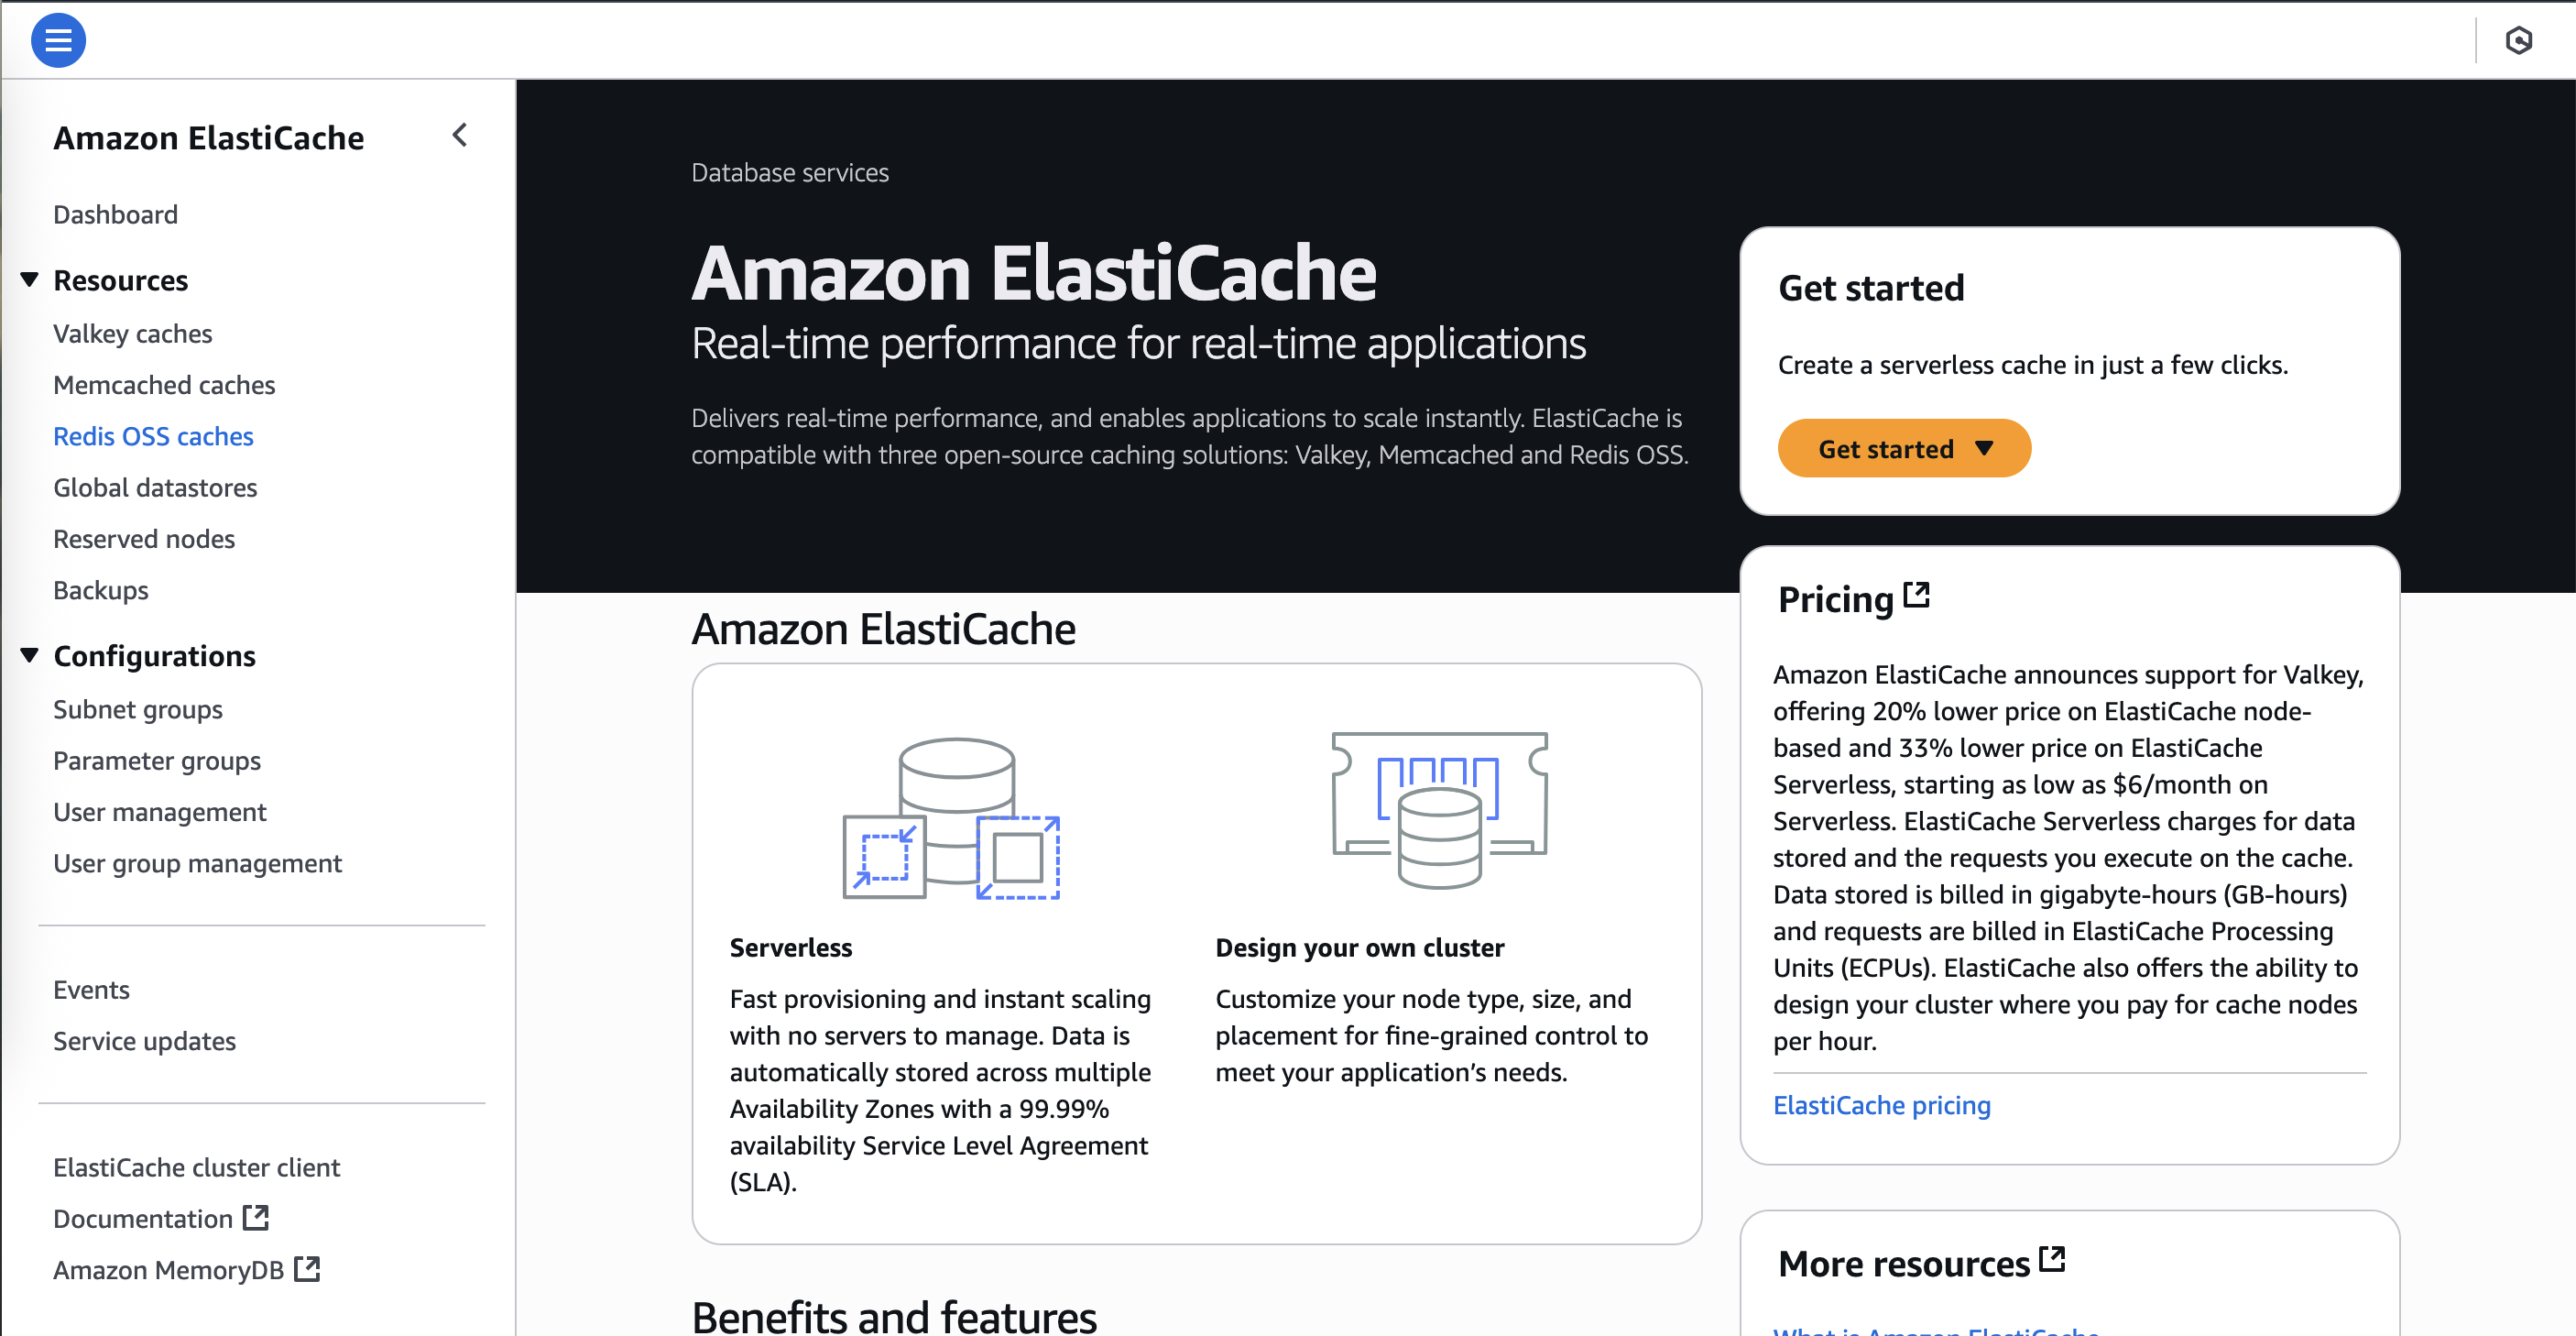 Amazon ElastiCache
Dashboard
Resources
Valkey caches
Memcached caches
Redis OSS caches
Global datastores
Reserved nodes
Backups
Configurations
Subnet groups
Parameter groups
User management
User group management
Events
Service updates
ElastiCache cluster client
Documentation
Amazon MemoryDB
Database services
Amazon ElastiCache
Real-time performance for real-time applications
Delivers real-time performance, and enables applications to scale instantly. ElastiCache is
compatible with three open-source caching solutions: Valkey, Memcached and Redis OSS.
Get started
Create a serverless cache in just a few clicks.
Get started
Amazon ElastiCache
Serverless
Fast provisioning and instant scaling
with no servers to manage. Data is
automatically stored across multiple
Availability Zones with a 99.99%
availability Service Level Agreement
(SLA).
Design your own cluster
Customize your node type, size, and
placement for fine-grained control to
meet your application’s needs.
Pricing
Amazon ElastiCache announces support for Valkey,
offering 20% lower price on ElastiCache node-
based and 33% lower price on ElastiCache
Serverless, starting as low as $6/month on
Serverless. ElastiCache Serverless charges for data
stored and the requests you execute on the cache.
Data stored is billed in gigabyte-hours (GB-hours)
and requests are billed in ElastiCache Processing
Units (ECPUs). ElastiCache also offers the ability to
design your cluster where you pay for cache nodes
per hour.
ElastiCache pricing
More resources
What is Amazon ElastiCache
Benefits and features